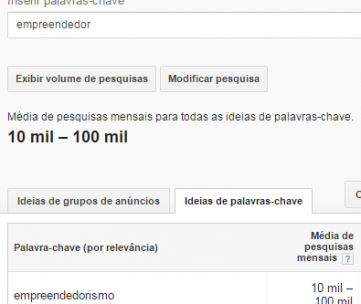 Inserir palavras-chave
empreendedor
Exibir volume de pesquisas Modificar pesquisa
Média de pesquisas mensais para todas as ideias de palavras-chave.
10 mil – 100 mil
Ideias de grupos de anúncios Ideias de palavras-chave C
Média de
Palavra-chave (por relevância) pesquisas
mensais ?
10 mil –
empreendedorismo 100 mil